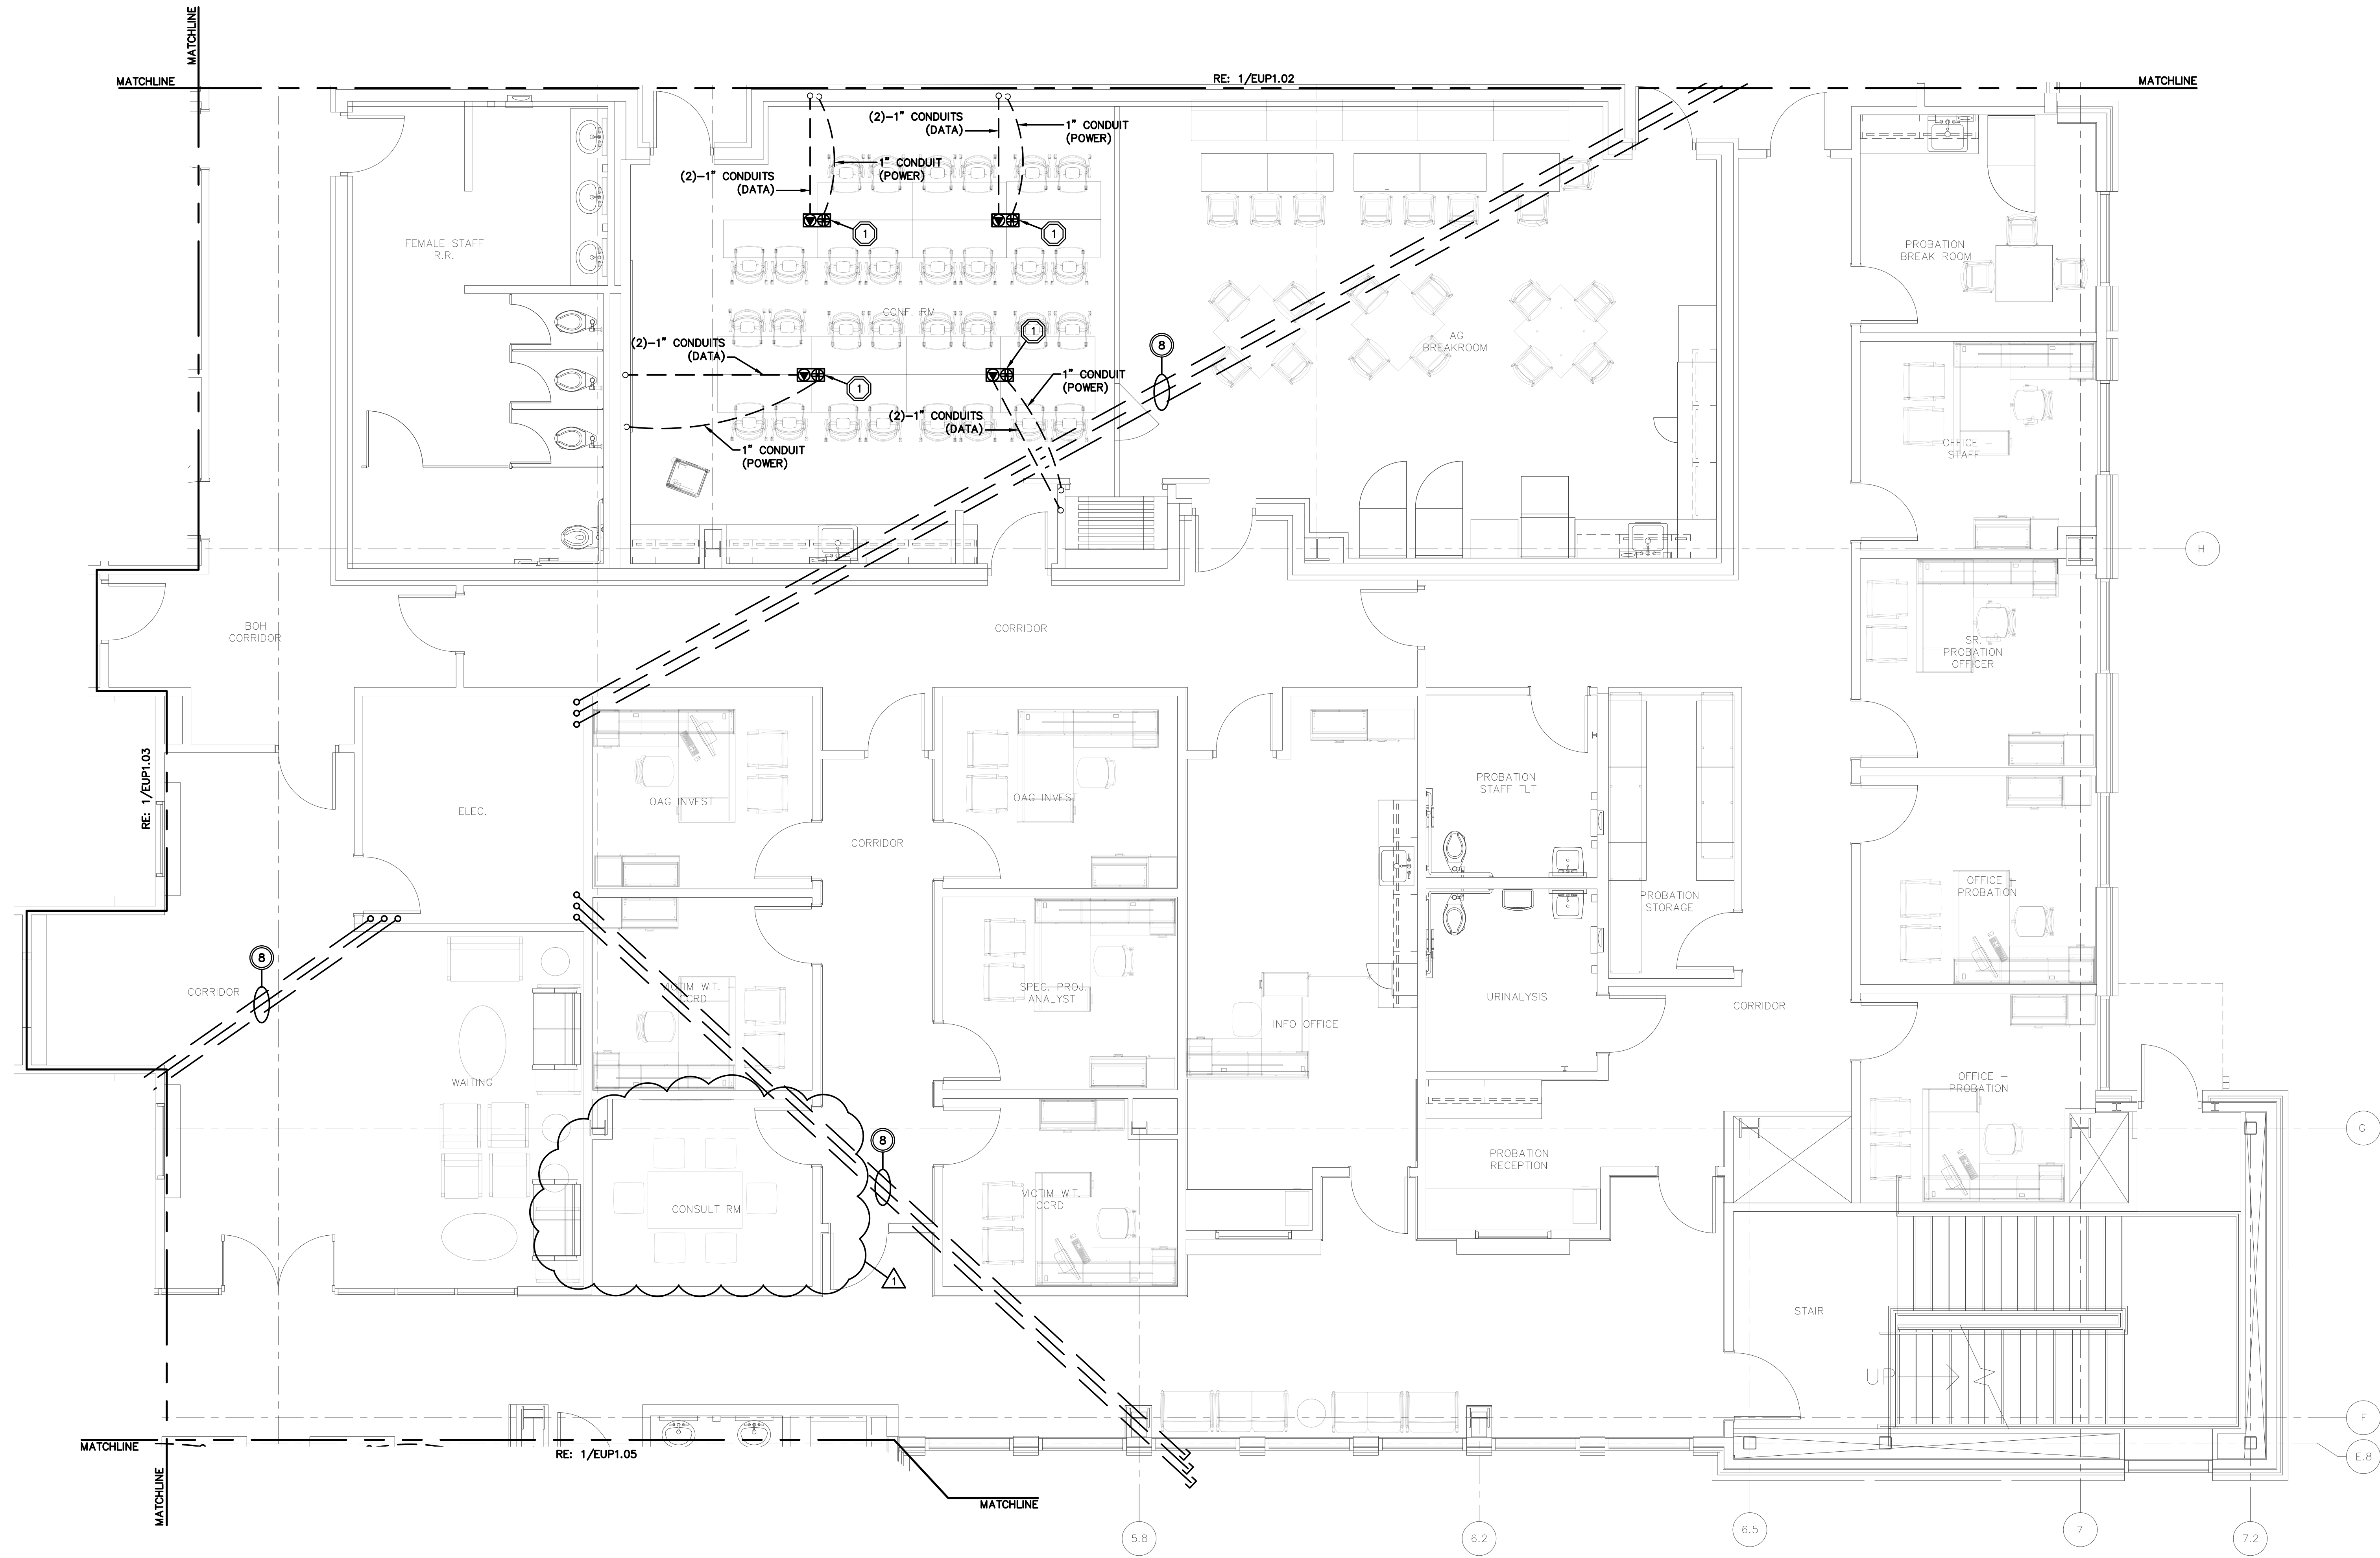 MATCHLINE
MATCHLINE
RE: 1/EUP1.02
MATCHLINE
(2)-1" CONDUITS
(DATA)
1" CONDUIT
(POWER)
1" CONDUIT
(POWER)
(2)-1" CONDUITS
(DATA)
1
1
FEMALE STAFF
R.R.
PROBATION
BREAK ROOM
CONF. RM
1
(2)-1" CONDUITS
(DATA)
8
AG
BREAKROOM
1" CONDUIT
(POWER)
1
(2)-1" CONDUITS
(DATA)
1" CONDUIT
(POWER)
OFFICE -
STAFF
H
BOH
CORRIDOR
CORRIDOR
SR.
PROBATION
OFFICER
RE: 1/EUP1.03
ELEC.
OAG INVEST
CORRIDOR
OAG INVEST
PROBATION
STAFF TLT
PROBATION
STORAGE
OFFICE -
PROBATION
8
CORRIDOR
VICTIM WIT. -
CCRD
SPEC. PROJ.
ANALYST
INFO OFFICE
URINALYSIS
CORRIDOR
WAITING
OFFICE -
PROBATION
8
G
PROBATION
RECEPTION
CONSULT RM
VICTIM WIT.
CCRD
1
STAIR
UP
F
MATCHLINE
RE: 1/EUP1.05
E.8
MATCHLINE
MATCHLINE
5.8
6.2
6.5
7
7.2